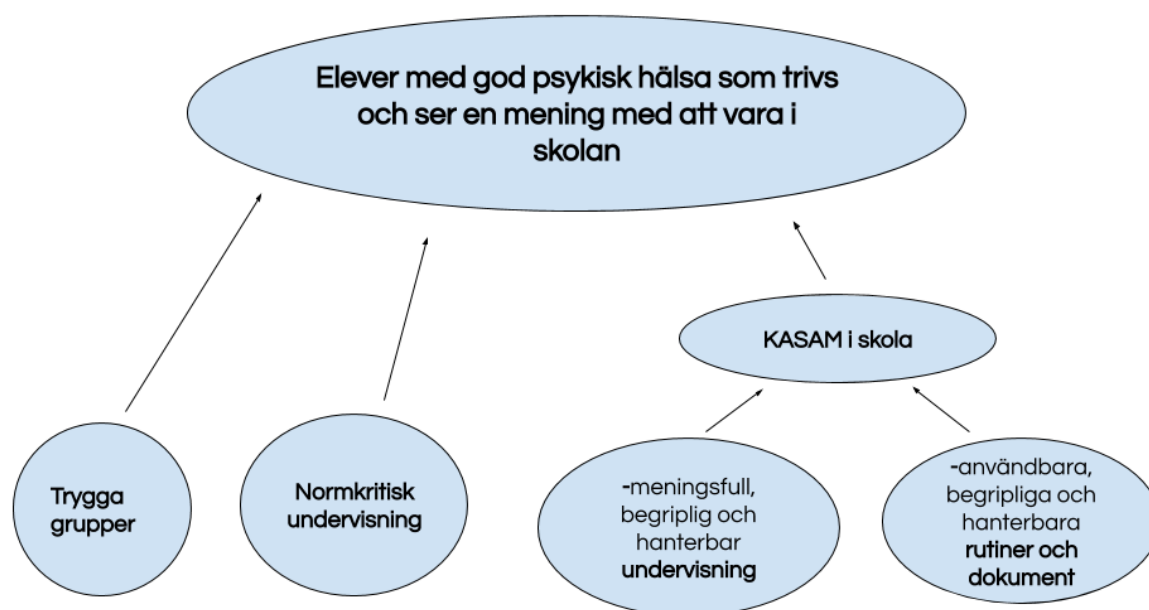 Elever med god psykisk hälsa som trivs
och ser en mening med att vara i
skolan
KASAM i skola
Trygga
grupper
Normkritisk
undervisning
-meningsfull,
begriplig och
hanterbar
undervisning
-användbara,
begripliga och
hanterbara
rutiner och
dokument